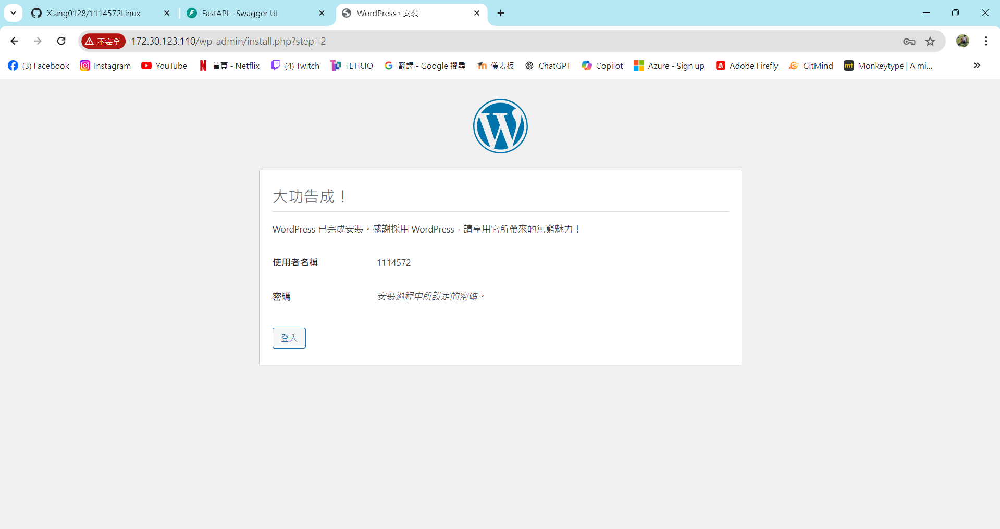 Xiang0128/1114572Linux
FastAPI - Swagger UI
WordPress › 安裝
不安全
172.30.123.110/wp-admin/install.php?step=2
(3) Facebook
Instagram
YouTube
首頁 - Netflix
(4) Twitch
TETR.IO
翻譯 - Google 搜尋
儀表板
ChatGPT
Copilot
Azure - Sign up
Adobe Firefly
GitMind
mt
Monkeytype | A mi...
大功告成！
WordPress 已完成安裝。感謝採用 WordPress，請享用它所帶來的無窮魅力！
使用者名稱 1114572
密碼 安裝過程中所設定的密碼。
登入